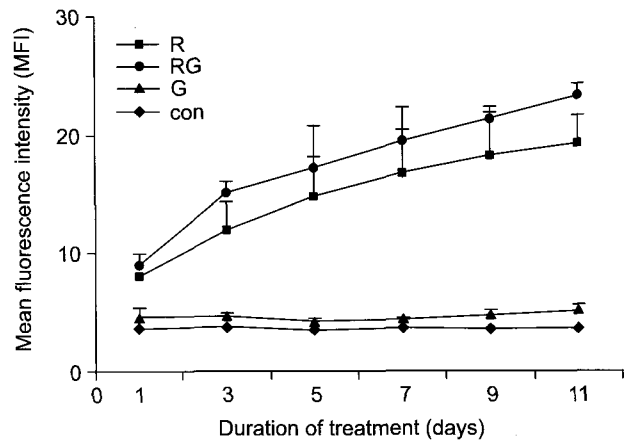 30
R
RG
G
con
20
10
0
Mean fluorescence intensity (MFI)
0 1 3 5 7 9 11
Duration of treatment (days)